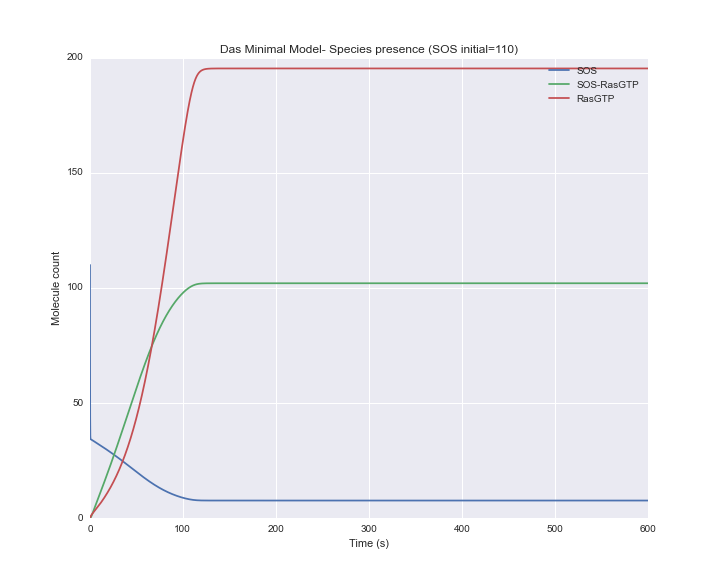 Das Minimal Model- Species presence (SOS initial=110)
200
150
100
50
0
Molecule count
SOS
SOS-RasGTP
RasGTP
0 100 200 300 400 500 600
Time (s)